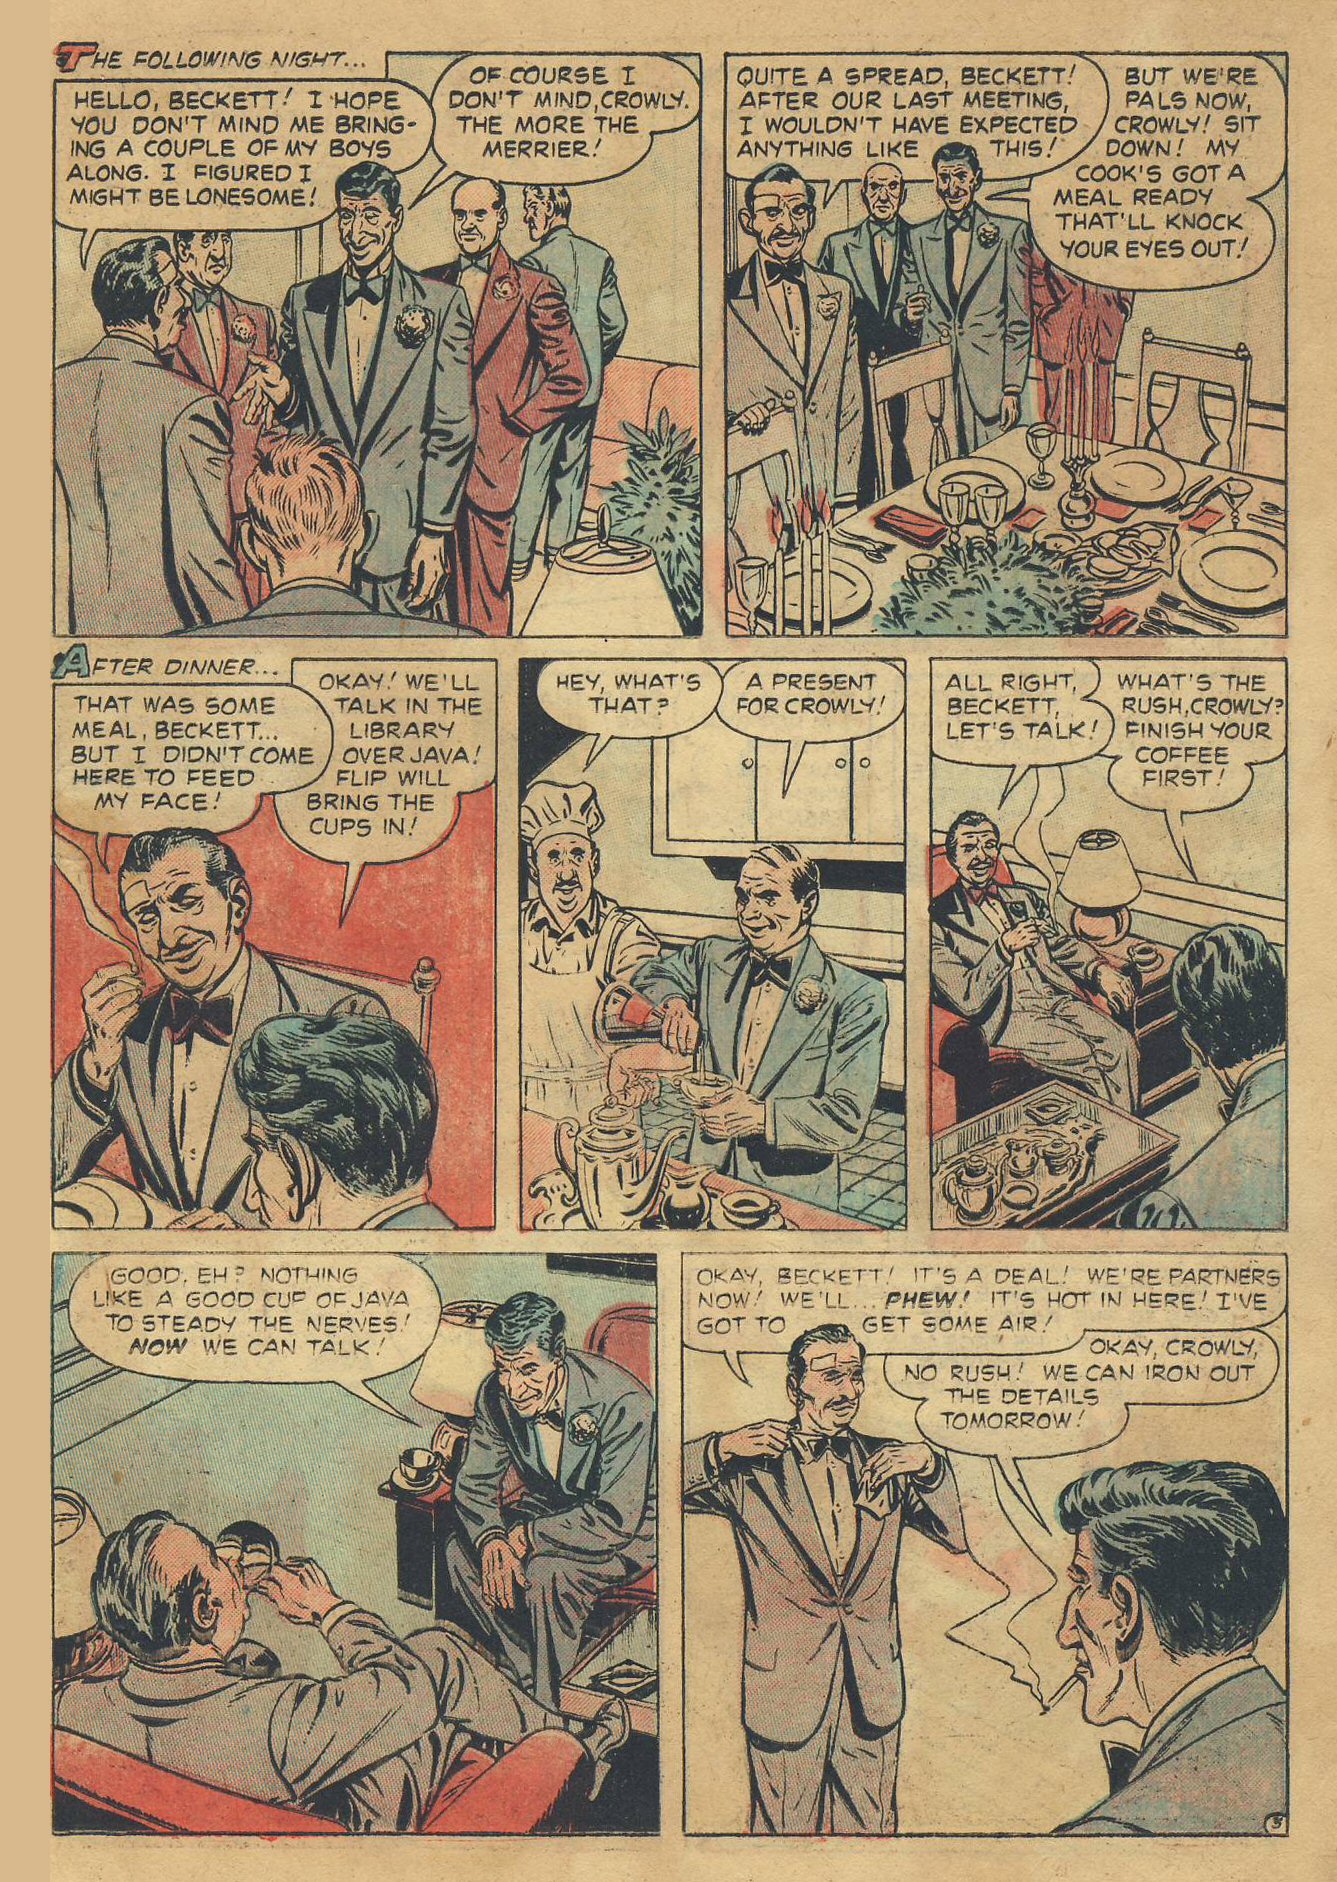 THE FOLLOWING NIGHT...
HELLO, BECKETT! I HOPE
YOU DON'T MIND ME BRING-
ING A COUPLE OF MY BOYS
ALONG. I FIGURED I
MIGHT BE LONESOME!
OF COURSE I
DON'T MIND, CROWLY.
THE MORE THE
MERRIER!
QUITE A SPREAD, BECKETT!
AFTER OUR LAST MEETING,
I WOULDN'T HAVE EXPECTED
ANYTHING LIKE THIS!
BUT WE'RE
PALS NOW,
CROWLY! SIT
DOWN! MY
COOK'S GOT A
MEAL READY
THAT'LL KNOCK
YOUR EYES OUT!
AFTER DINNER...
THAT WAS SOME
MEAL, BECKETT...
BUT I DIDN'T COME
HERE TO FEED
MY FACE!
OKAY! WE'LL
TALK IN THE
LIBRARY
OVER JAVA!
FLIP WILL
BRING THE
CUPS IN!
HEY, WHAT'S
THAT?
A PRESENT
FOR CROWLY!
ALL RIGHT,
BECKETT,
LET'S TALK!
WHAT'S THE
RUSH, CROWLY?
FINISH YOUR
COFFEE
FIRST!
GOOD, EH? NOTHING
LIKE A GOOD CUP OF JAVA
TO STEADY THE NERVES!
NOW WE CAN TALK!
OKAY, BECKETT! IT'S A DEAL! WE'RE PARTNERS
NOW! WE'LL... PHEW! IT'S HOT IN HERE! I'VE
GOT TO GET SOME AIR!
OKAY, CROWLY,
NO RUSH! WE CAN IRON OUT
THE DETAILS
TOMORROW!
3